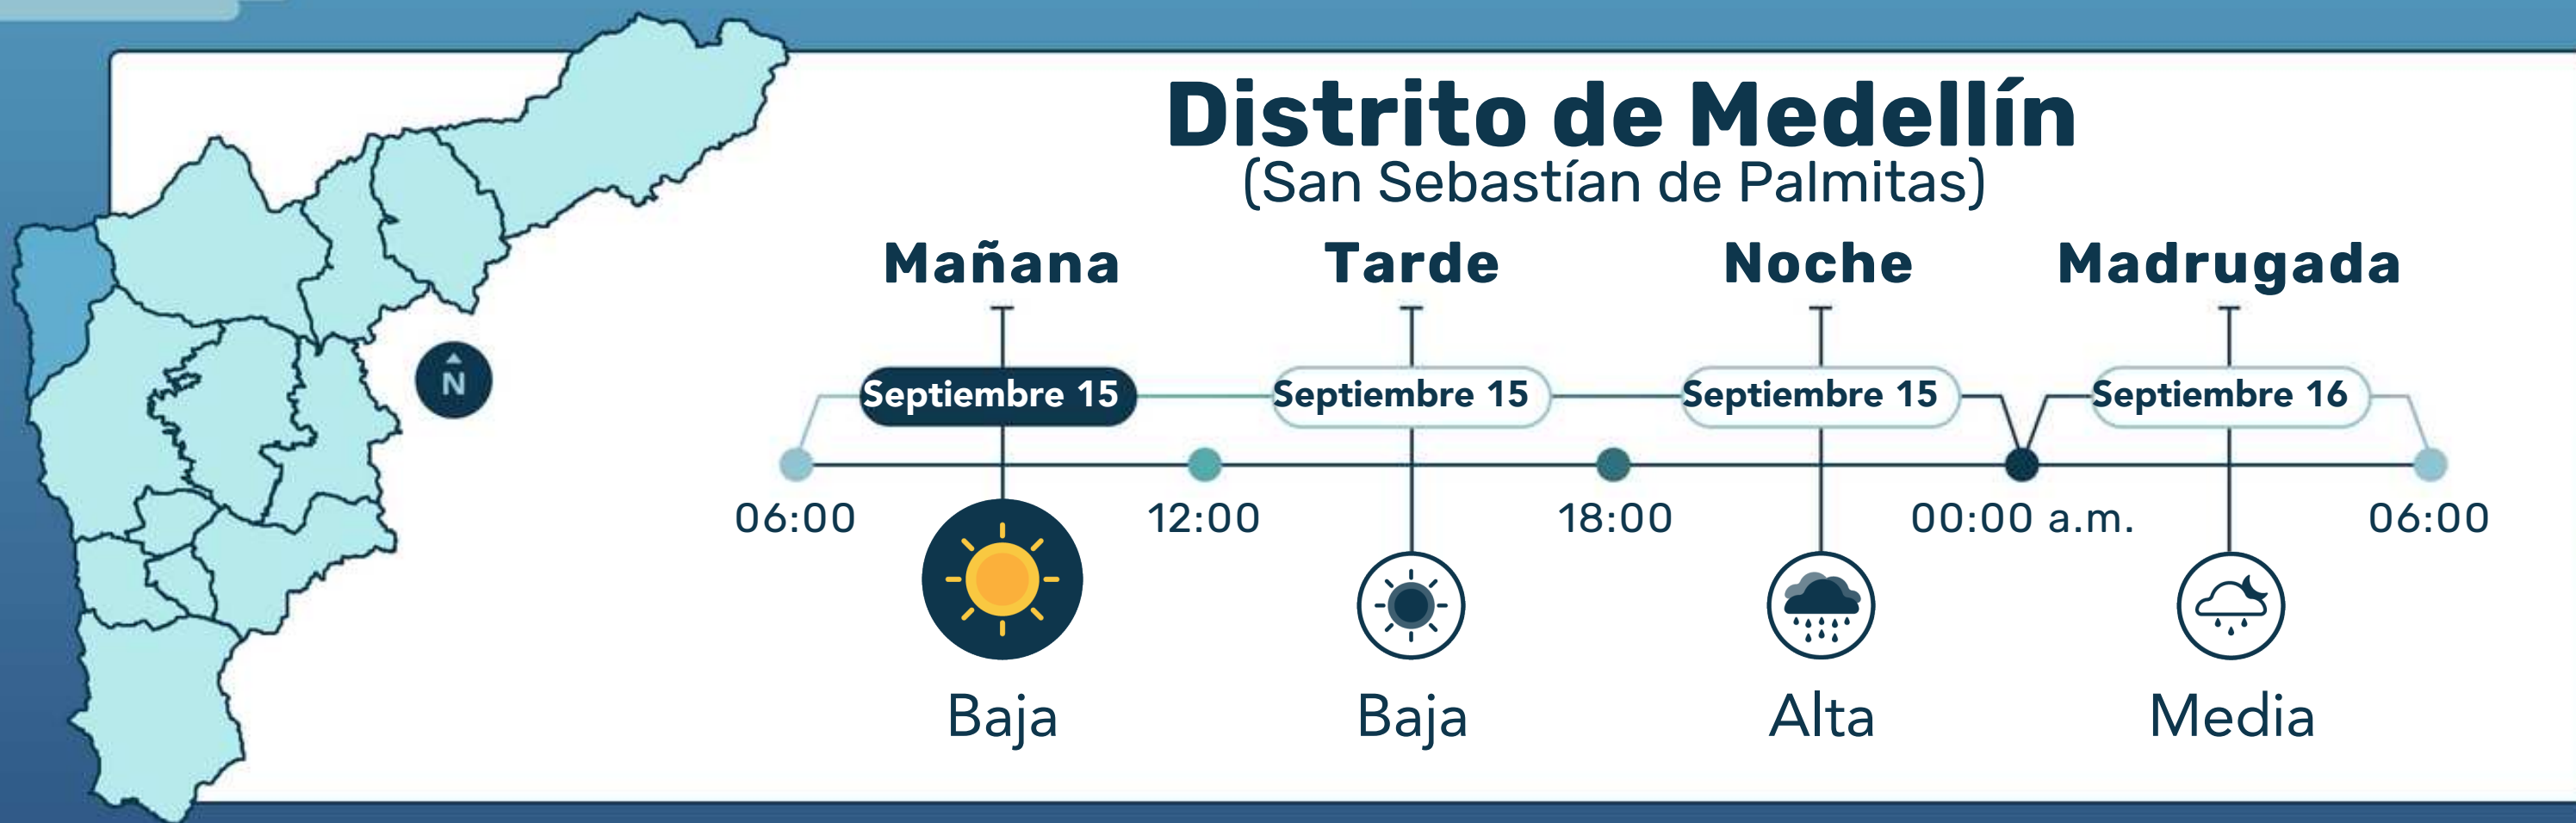 Distrito de Medellín
(San Sebastían de Palmitas)
Mañana Tarde Noche Madrugada
Septiembre 15 Septiembre 15 Septiembre 15 Septiembre 16
N
06:00 12:00 18:00 00:00 a.m. 06:00
Baja Baja Alta Media